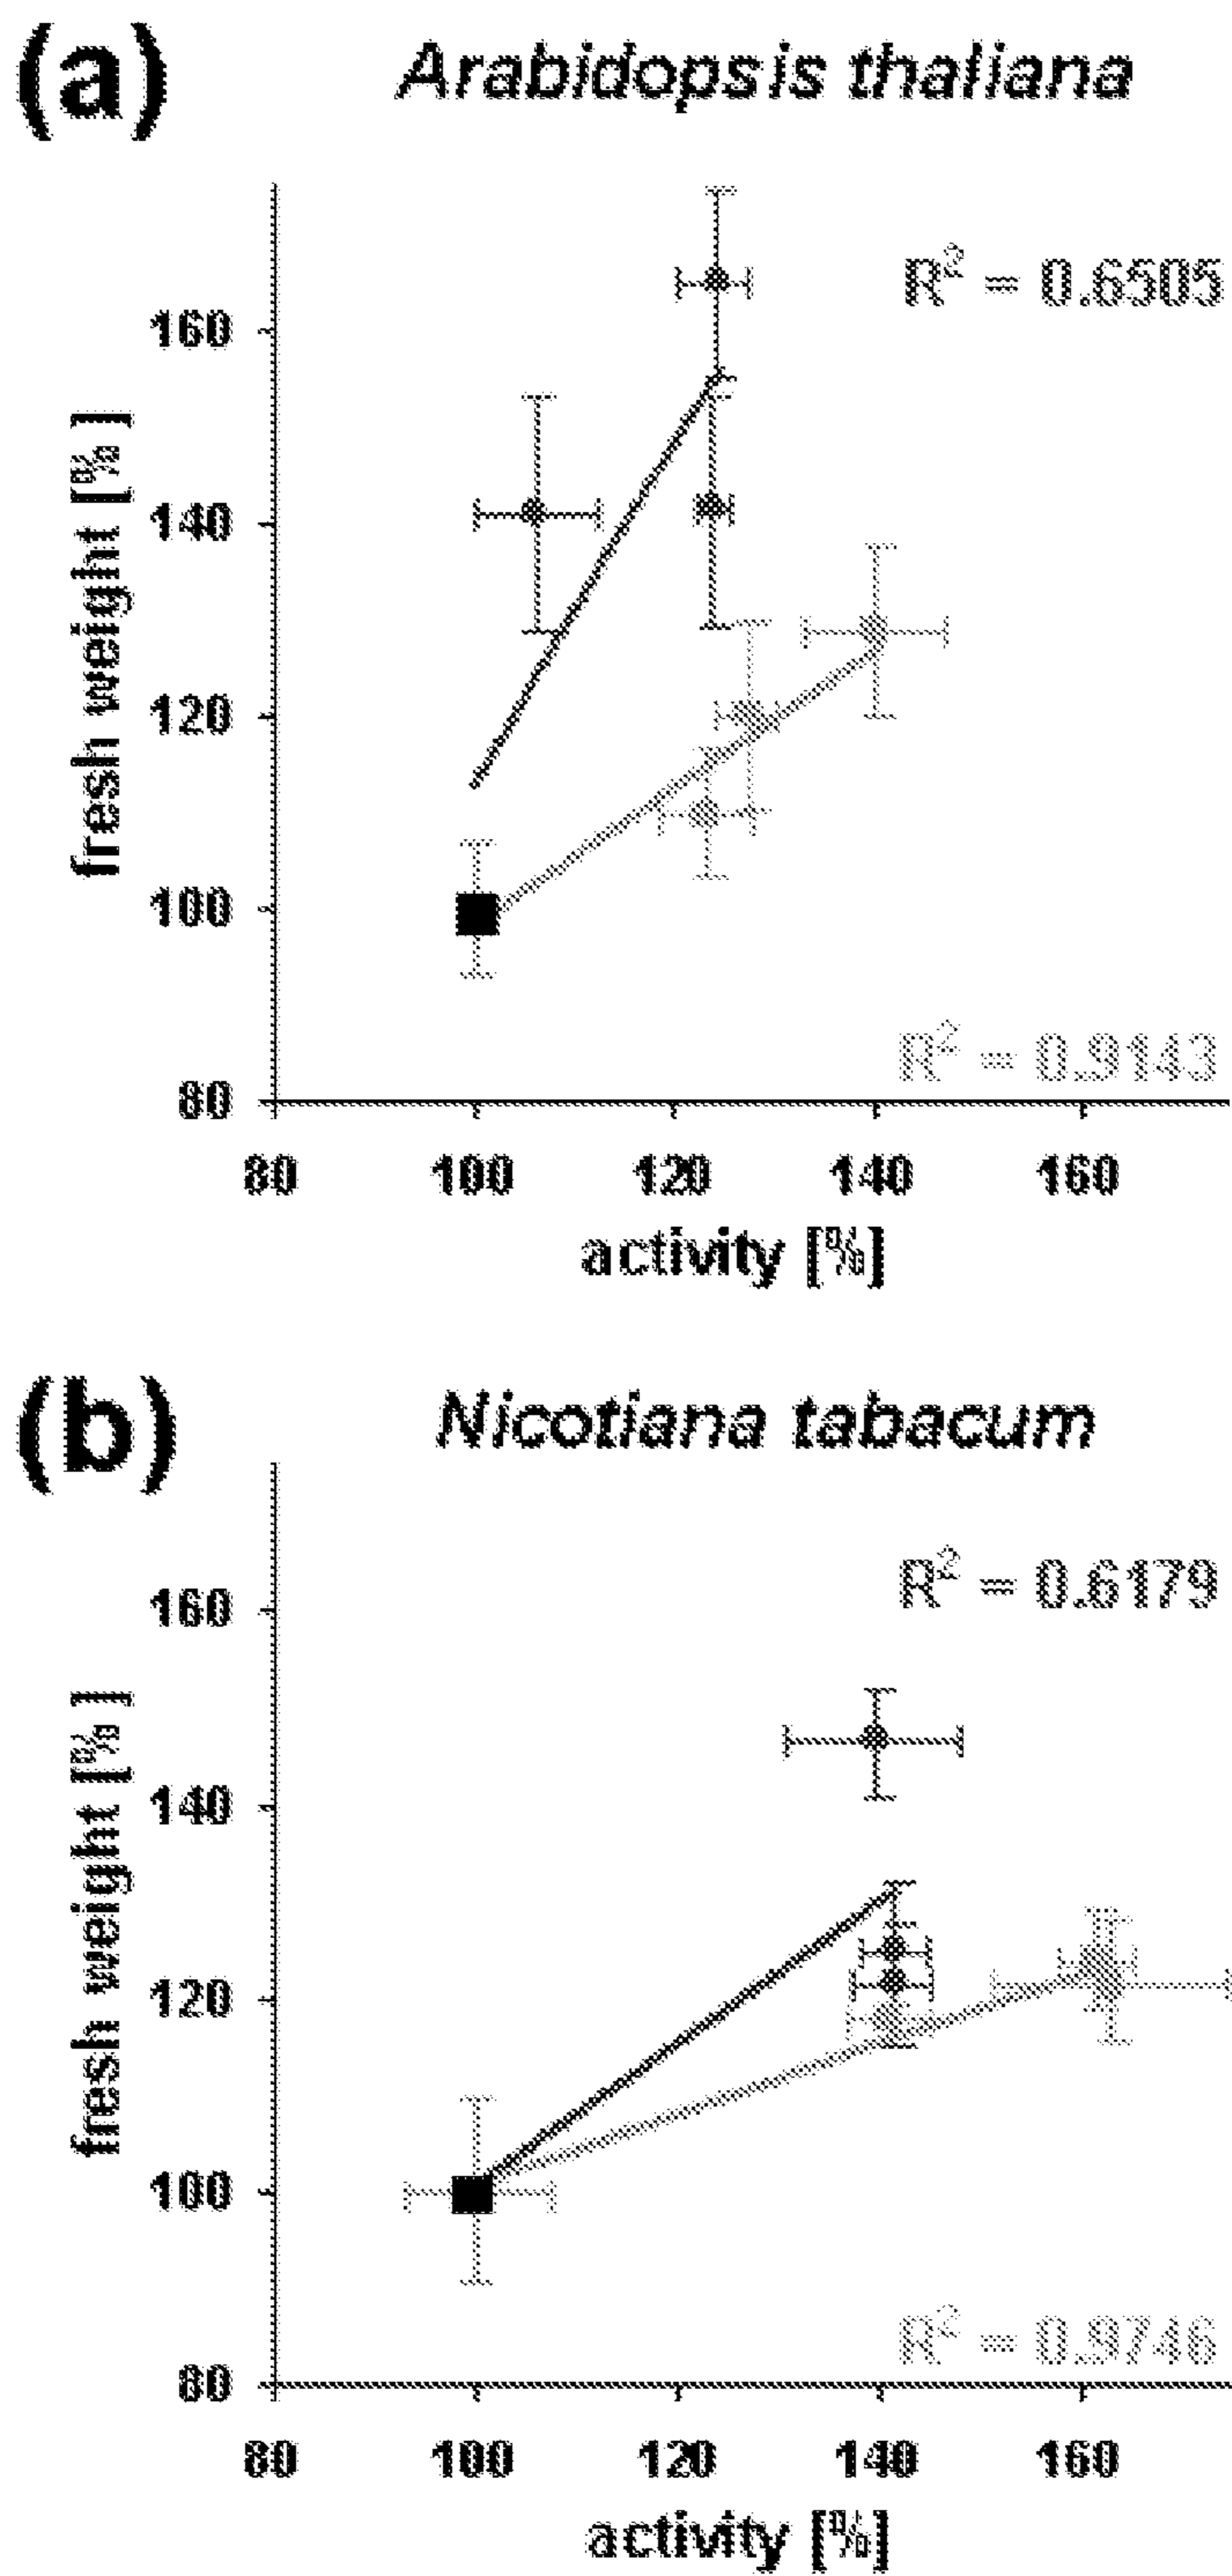 (a) Arabidopsis thaliana
R² = 0.6505
160
140
120
100
80
fresh weight [%]
R² = 0.9143
80 100 120 140 160
activity [%]
(b) Nicotiana tabacum
R² = 0.6179
160
140
120
100
80
fresh weight [%]
R² = 0.9746
80 100 120 140 160
activity [%]